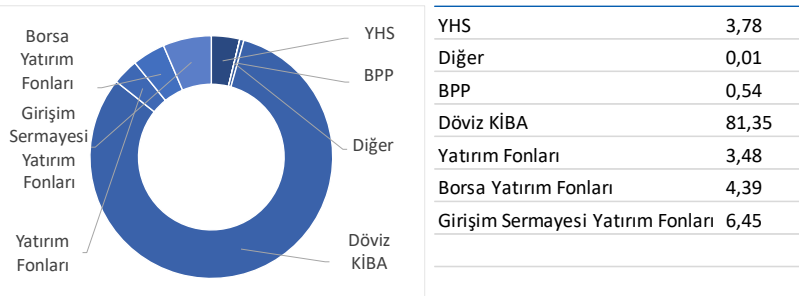 Borsa
Yatırım
Fonları
Girişim
Sermayesi
Yatırım
Fonları
Yatırım
Fonları
YHS
BPP
Diğer
Döviz
KİBA
YHS 3,78
Diğer 0,01
BPP 0,54
Döviz KİBA 81,35
Yatırım Fonları 3,48
Borsa Yatırım Fonları 4,39
Girişim Sermayesi Yatırım Fonları 6,45